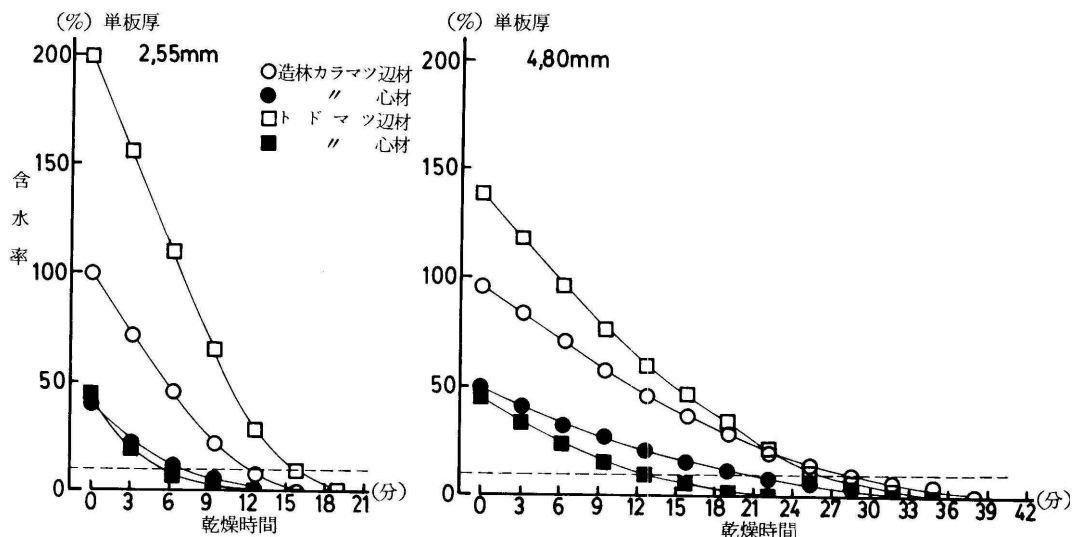 (%) 単板厚
2,55mm
○造林カラマツ辺材
● 〃 心材
□トドマツ辺材
■ 〃 心材
200
150
100
50
0
含水率
0 3 6 9 12 15 18 21(分)
乾燥時間
(%) 単板厚
4,80mm
200
150
100
50
0
0 3 6 9 12 15 18 21 24 27 30 33 36 39 42
(分)
乾燥時間